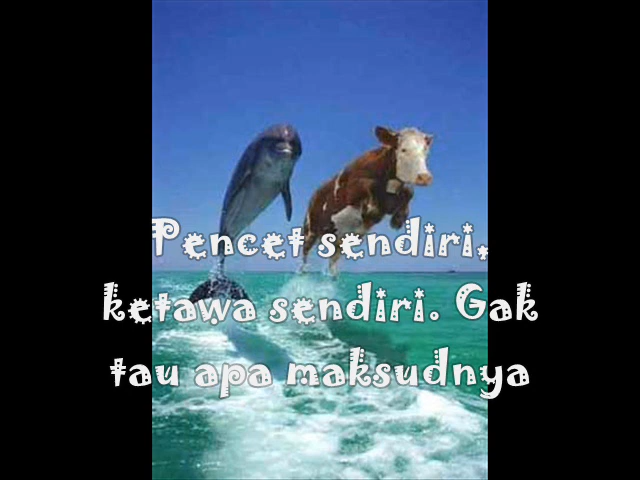 Pencet sendiri,
ketawa sendiri. Gak
tau apa maksudnya